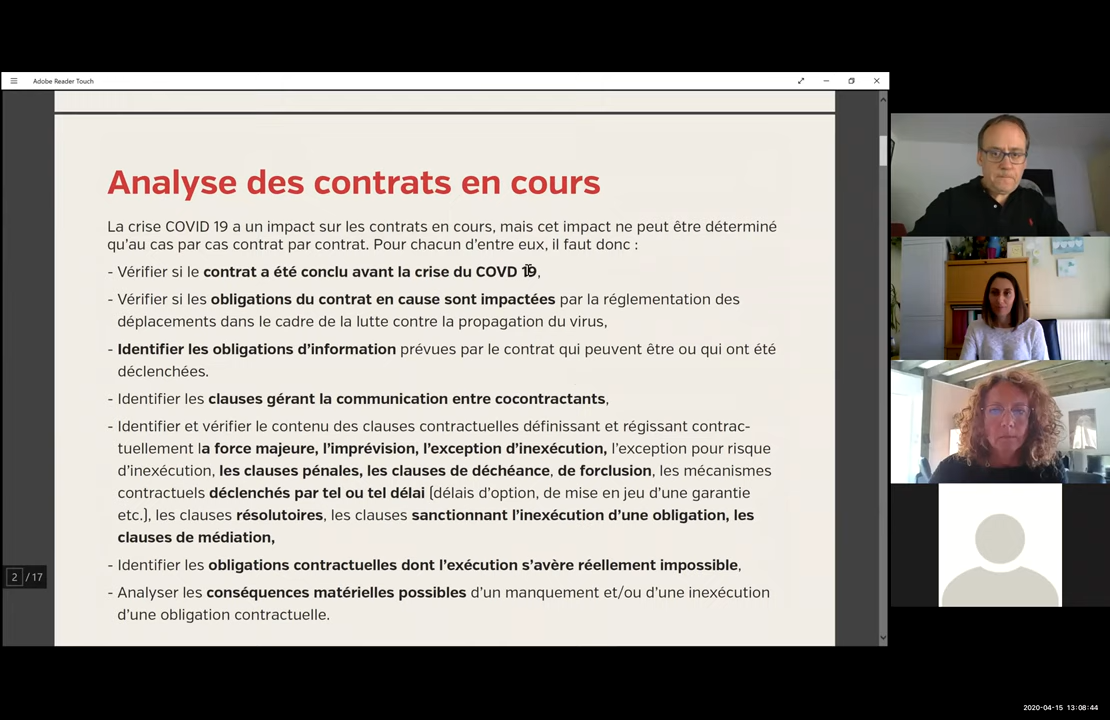 Adobe Reader Touch
Analyse des contrats en cours
La crise COVID 19 a un impact sur les contrats en cours, mais cet impact ne peut être déterminé
qu’au cas par cas contrat par contrat. Pour chacun d’entre eux, il faut donc :
- Vérifier si le contrat a été conclu avant la crise du COVD 19,
- Vérifier si les obligations du contrat en cause sont impactées par la réglementation des
déplacements dans le cadre de la lutte contre la propagation du virus,
- Identifier les obligations d’information prévues par le contrat qui peuvent être ou qui ont été
déclenchées.
- Identifier les clauses gérant la communication entre cocontractants,
- Identifier et vérifier le contenu des clauses contractuelles définissant et régissant contrac-
tuellement la force majeure, l’imprévision, l’exception d’inexécution, l’exception pour risque
d’inexécution, les clauses pénales, les clauses de déchéance, de forclusion, les mécanismes
contractuels déclenchés par tel ou tel délai (délais d’option, de mise en jeu d’une garantie
etc.), les clauses résolutoires, les clauses sanctionnant l’inexécution d’une obligation, les
clauses de médiation,
- Identifier les obligations contractuelles dont l’exécution s’avère réellement impossible,
- Analyser les conséquences matérielles possibles d’un manquement et/ou d’une inexécution
d’une obligation contractuelle.
2 / 17
2020-04-15 13:08:44